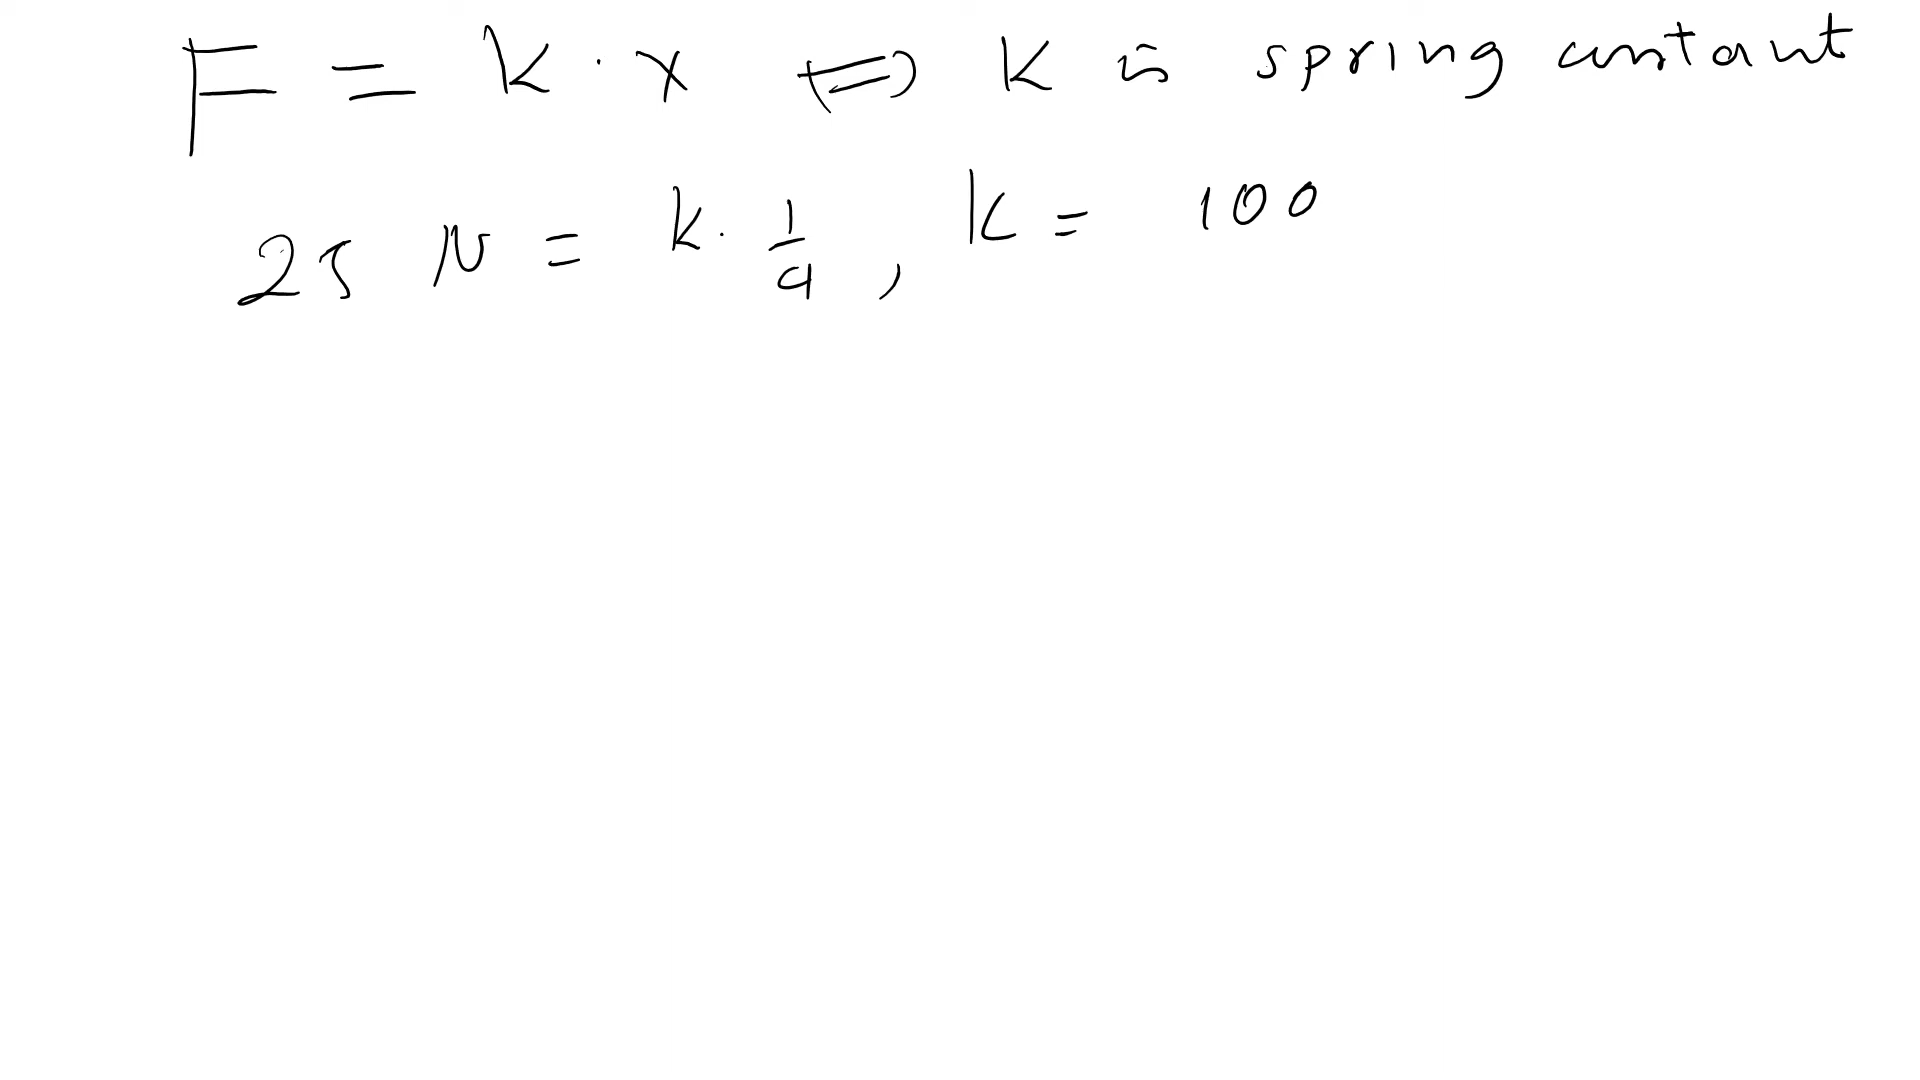 F = k · x ⇔ K is spring constant
25 N = k · 1/4 , K = 100